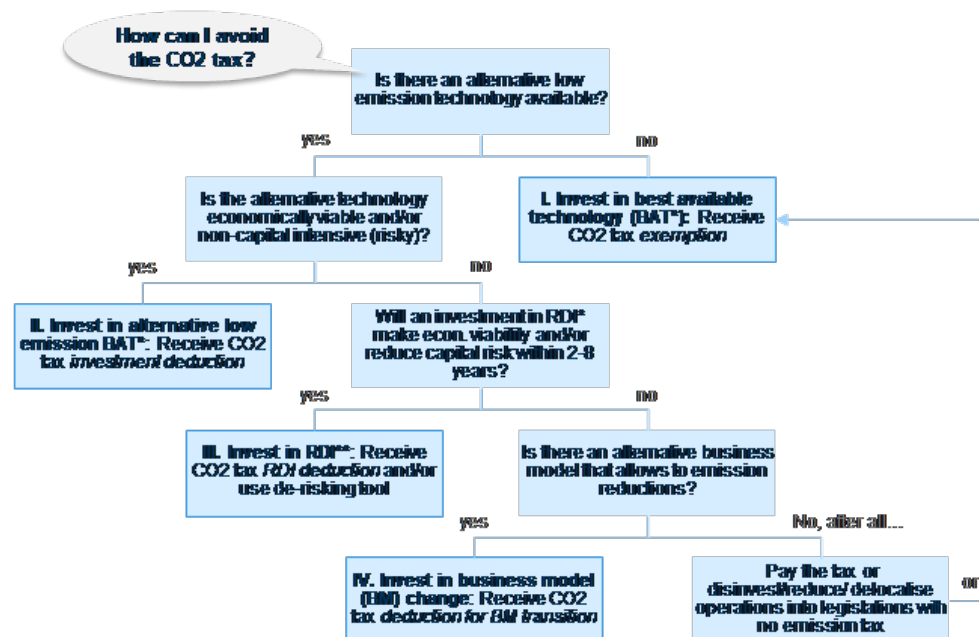 How can I avoid
the CO2 tax?
Is there an alternative low
emission technology available?
yes
no
Is the alternative technology
economically viable and/or
non-capital intensive (risky)?
I. Invest in best available
technology (BAT*): Receive
CO2 tax exemption
yes
no
II. Invest in alternative low
emission BAT*: Receive CO2
tax investment deduction
Will an investment in RDI*
make econ. viability and/or
reduce capital risk within 2-8
years?
yes
no
III. Invest in RDI**: Receive
CO2 tax RDI deduction and/or
use de-risking tool
Is there an alternative business
model that allows to emission
reductions?
yes
No, after all...
IV. Invest in business model
(BM) change: Receive CO2
tax deduction for BM transition
Pay the tax or
disinvest/reduce/ delocalise
operations into legislations with
no emission tax
or